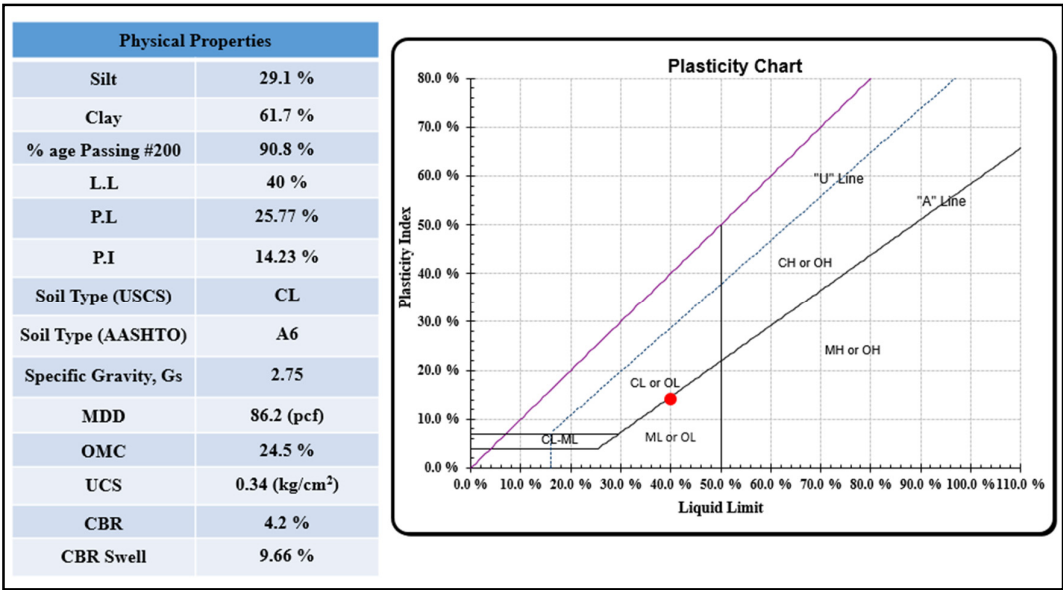 Physical Properties
Silt 29.1 %
Clay 61.7 %
% age Passing #200 90.8 %
L.L 40 %
P.L 25.77 %
P.I 14.23 %
Soil Type (USCS) CL
Soil Type (AASHTO) A6
Specific Gravity, Gs 2.75
MDD 86.2 (pcf)
OMC 24.5 %
UCS 0.34 (kg/cm²)
CBR 4.2 %
CBR Swell 9.66 %
Plasticity Chart
Plasticity Index
80.0 %
70.0 %
60.0 %
50.0 %
40.0 %
30.0 %
20.0 %
10.0 %
0.0 %
"U" Line
"A" Line
CH or OH
MH or OH
CL or OL
CL-ML
ML or OL
0.0 % 10.0 % 20.0 % 30.0 % 40.0 % 50.0 % 60.0 % 70.0 % 80.0 % 90.0 % 100.0 % 110.0 %
Liquid Limit